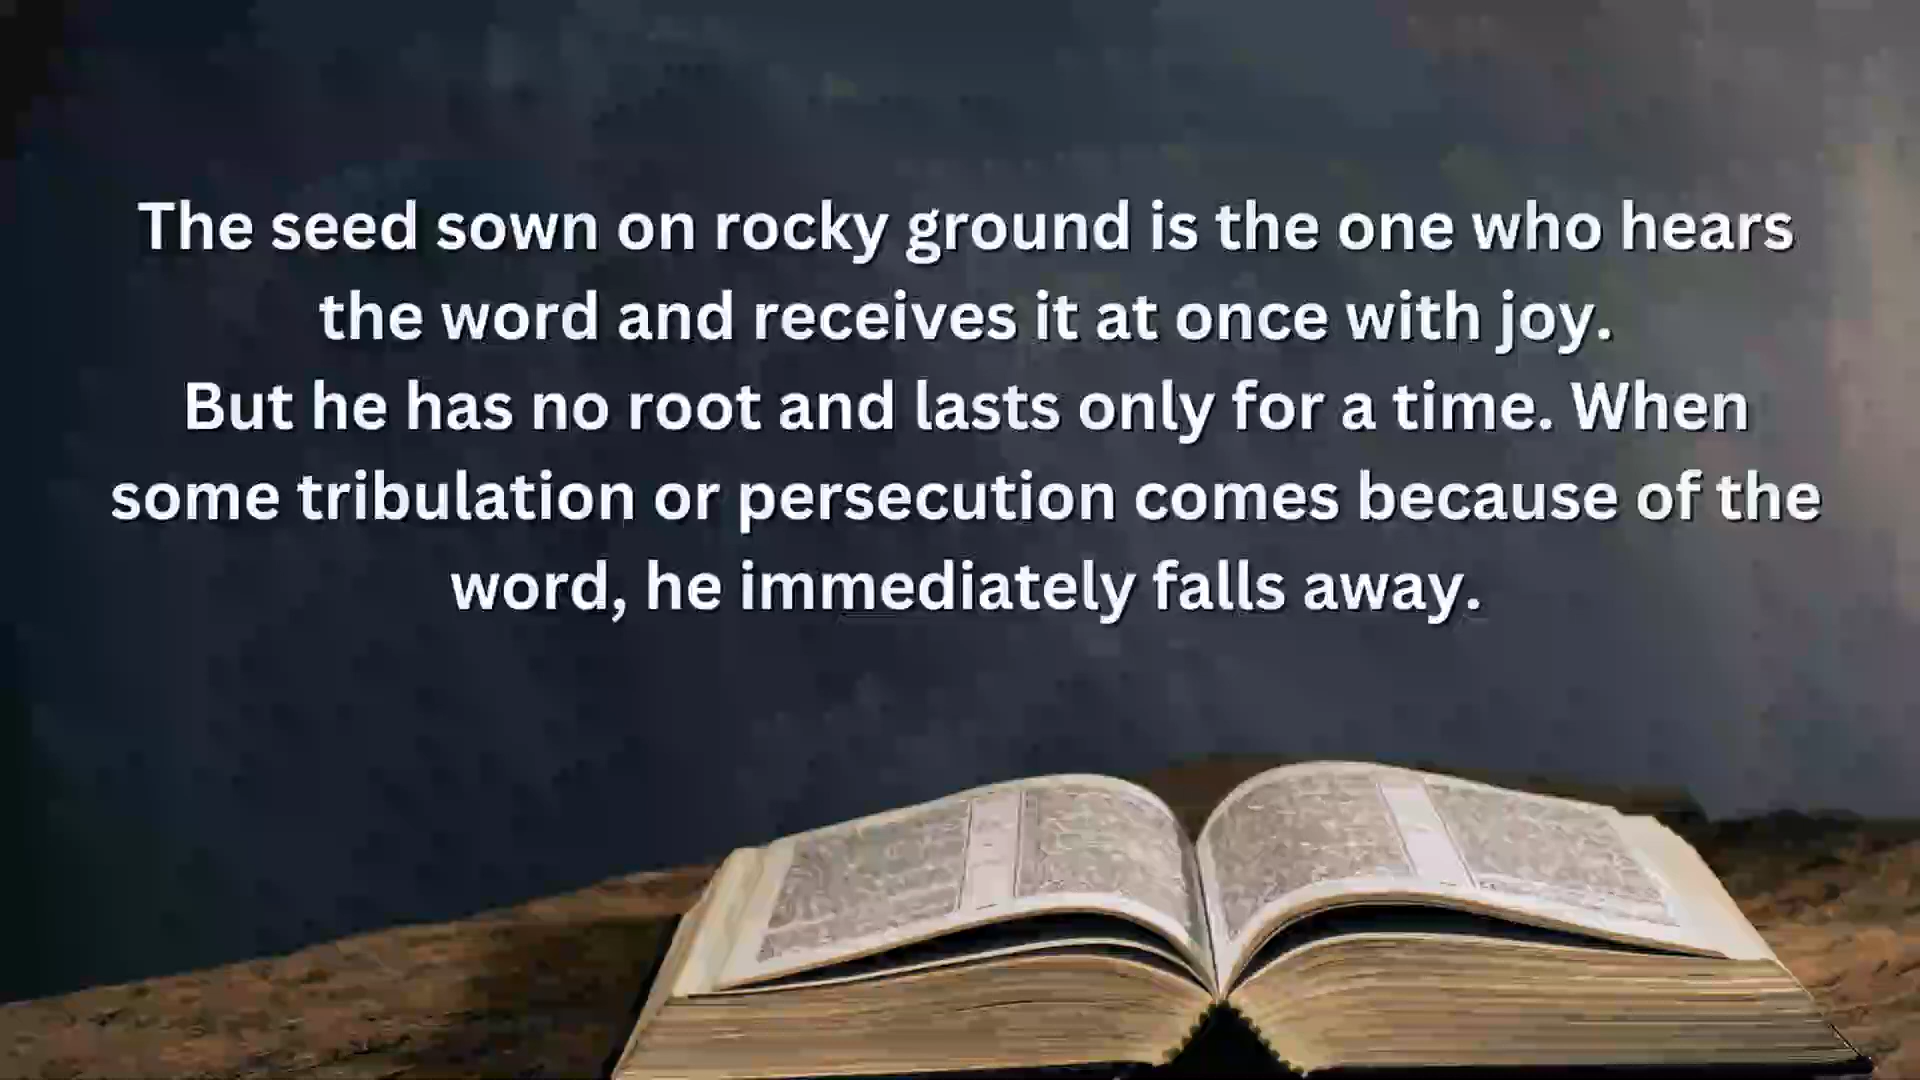 The seed sown on rocky ground is the one who hears
the word and receives it at once with joy.
But he has no root and lasts only for a time. When
some tribulation or persecution comes because of the
word, he immediately falls away.